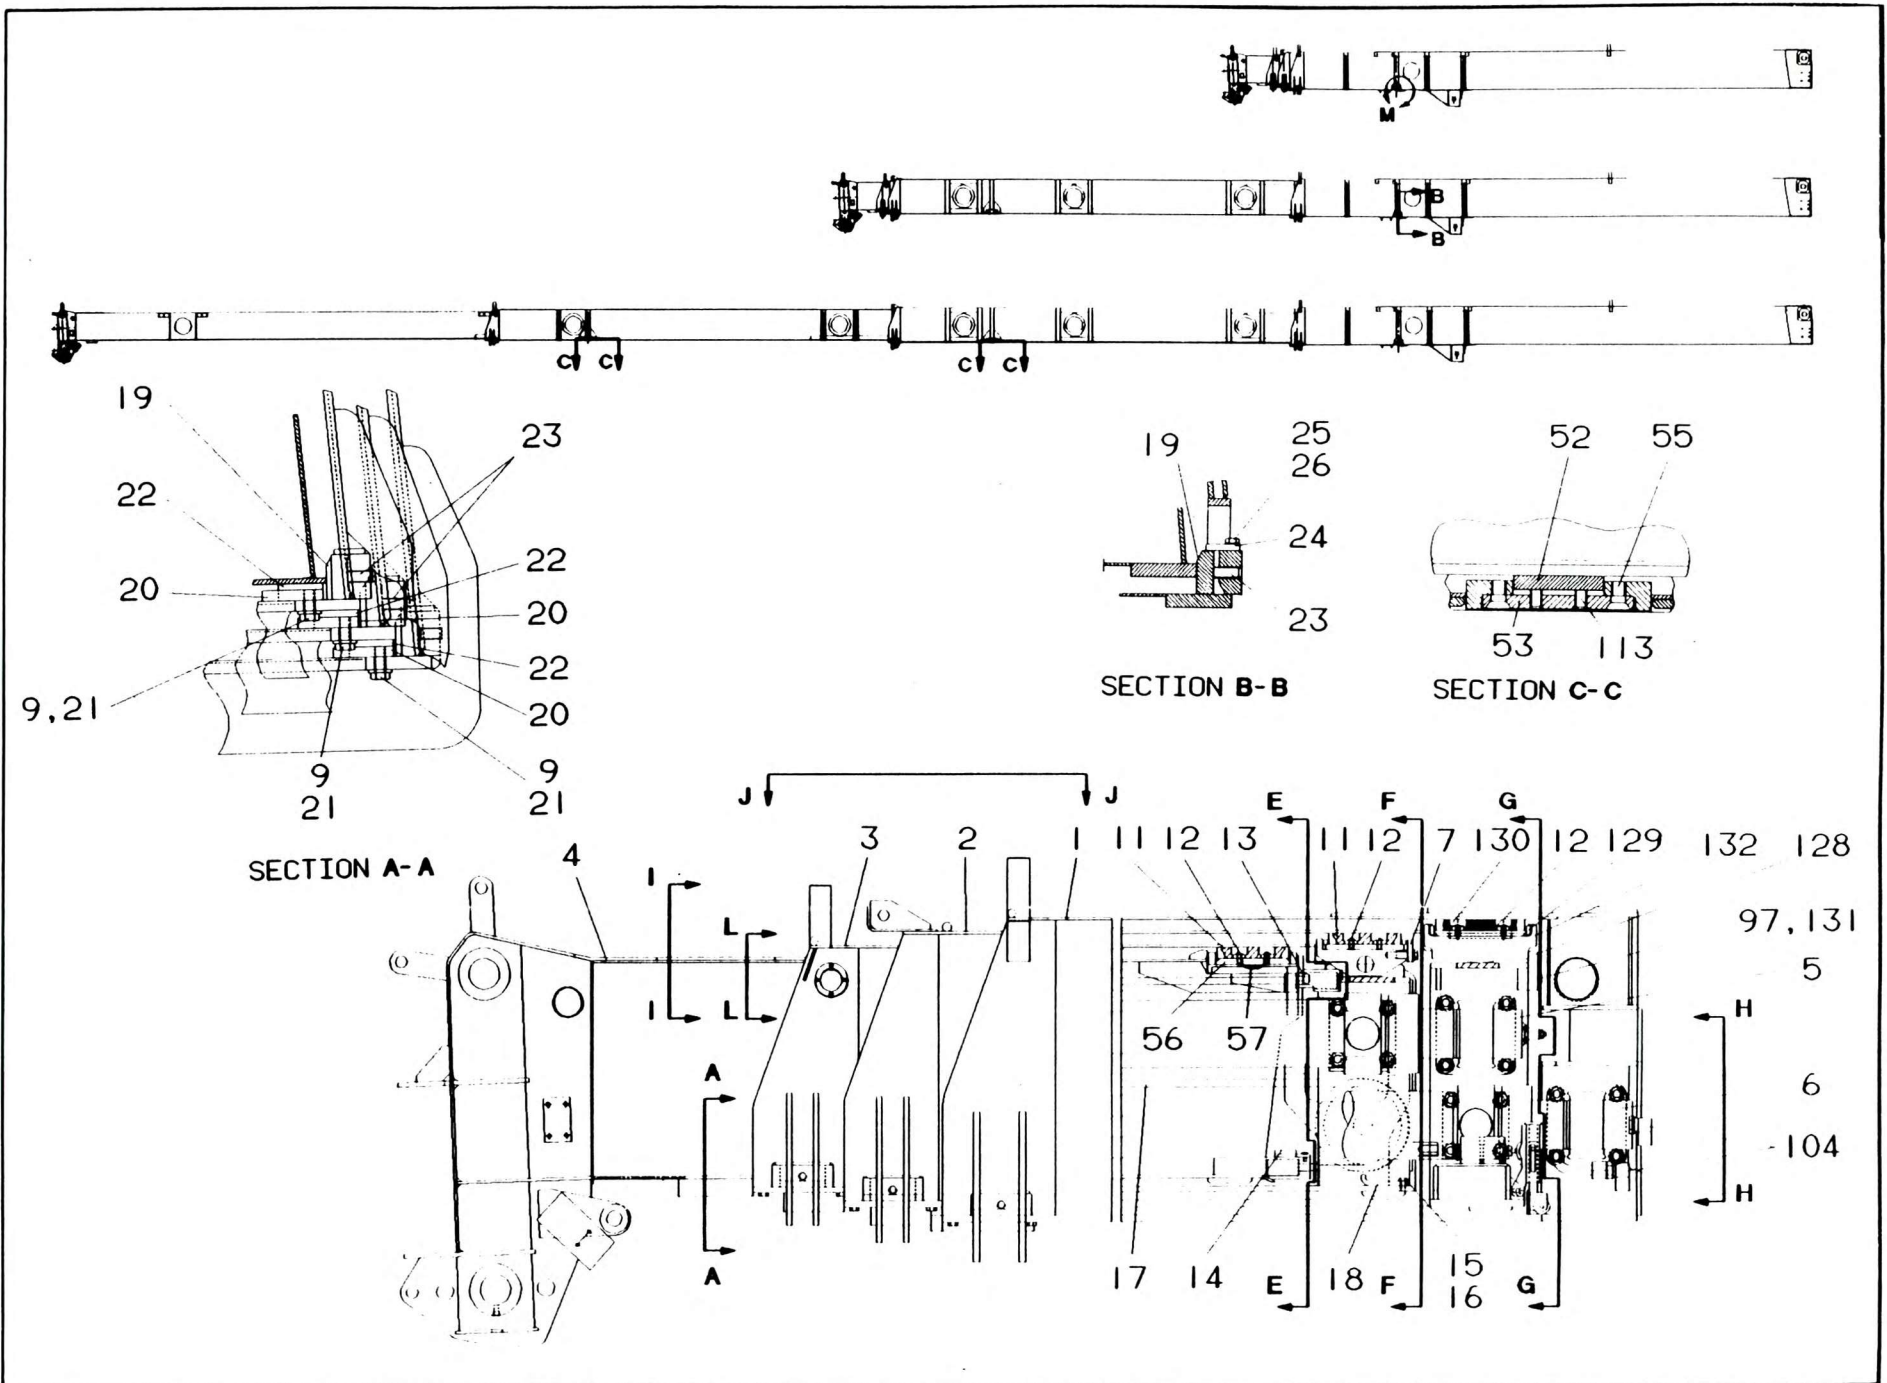 M
B
B
C C C C
19 23 25
26 19 52 55
22 22 24
20 20 23 53 113
22
9,21 20
SECTION B-B SECTION C-C
9
21
9
21
SECTION A-A
J J E F G
4 3 2 1 11 12 13 11 12 7 130 12 129 132 128
I L
97,131
5
I L 56 57 H
A 6
104
H
A 17 14 E 18 F 15
16 G